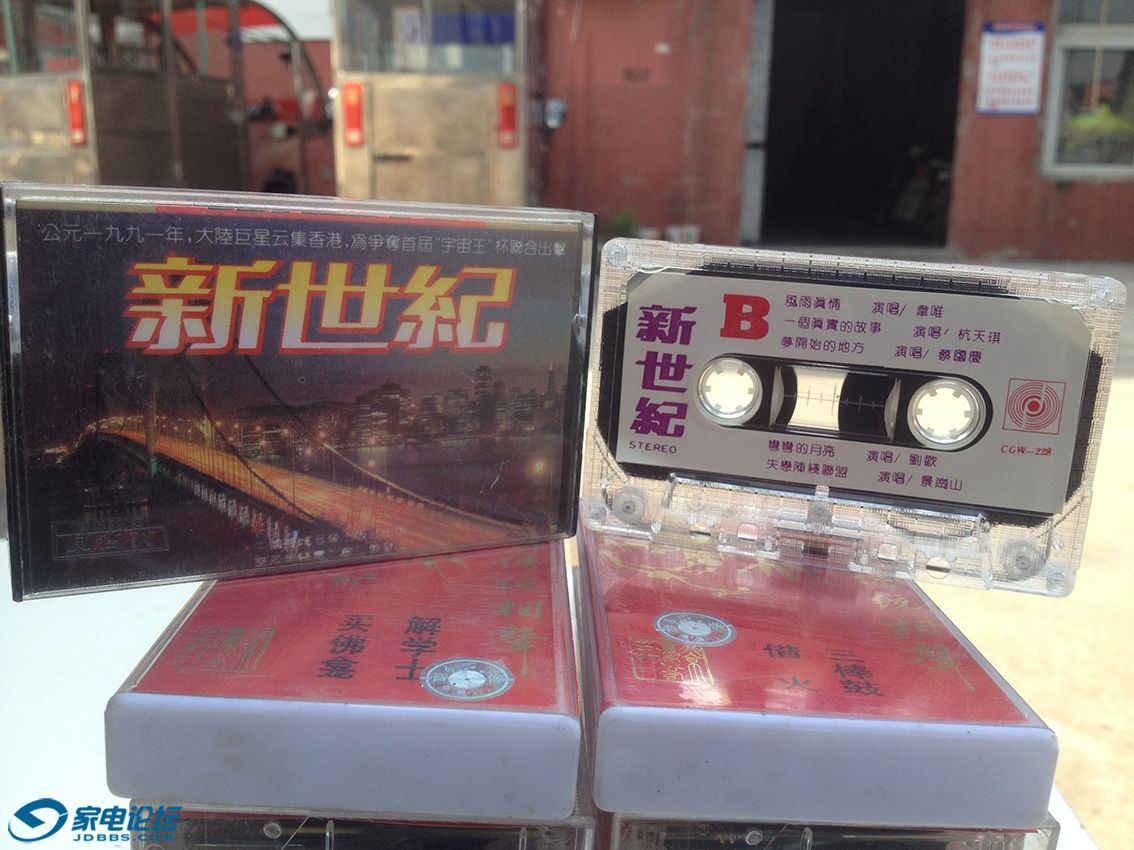 公元一九九一年，大陸巨星云集香港，爲爭奪首屆"宇宙王"杯聯合出擊
新世紀
新世紀
STEREO
B
風雨眞情 演唱/韋唯
一個眞實的故事 演唱/杭天琪
夢開始的地方 演唱/蔡國慶
彎彎的月亮 演唱/劉歡
失戀陣綫聯盟 演唱/景崗山
CGW-228
解学士
买佛龛
音像
三棒鼓
借火
家电论坛
JDBBS.COM